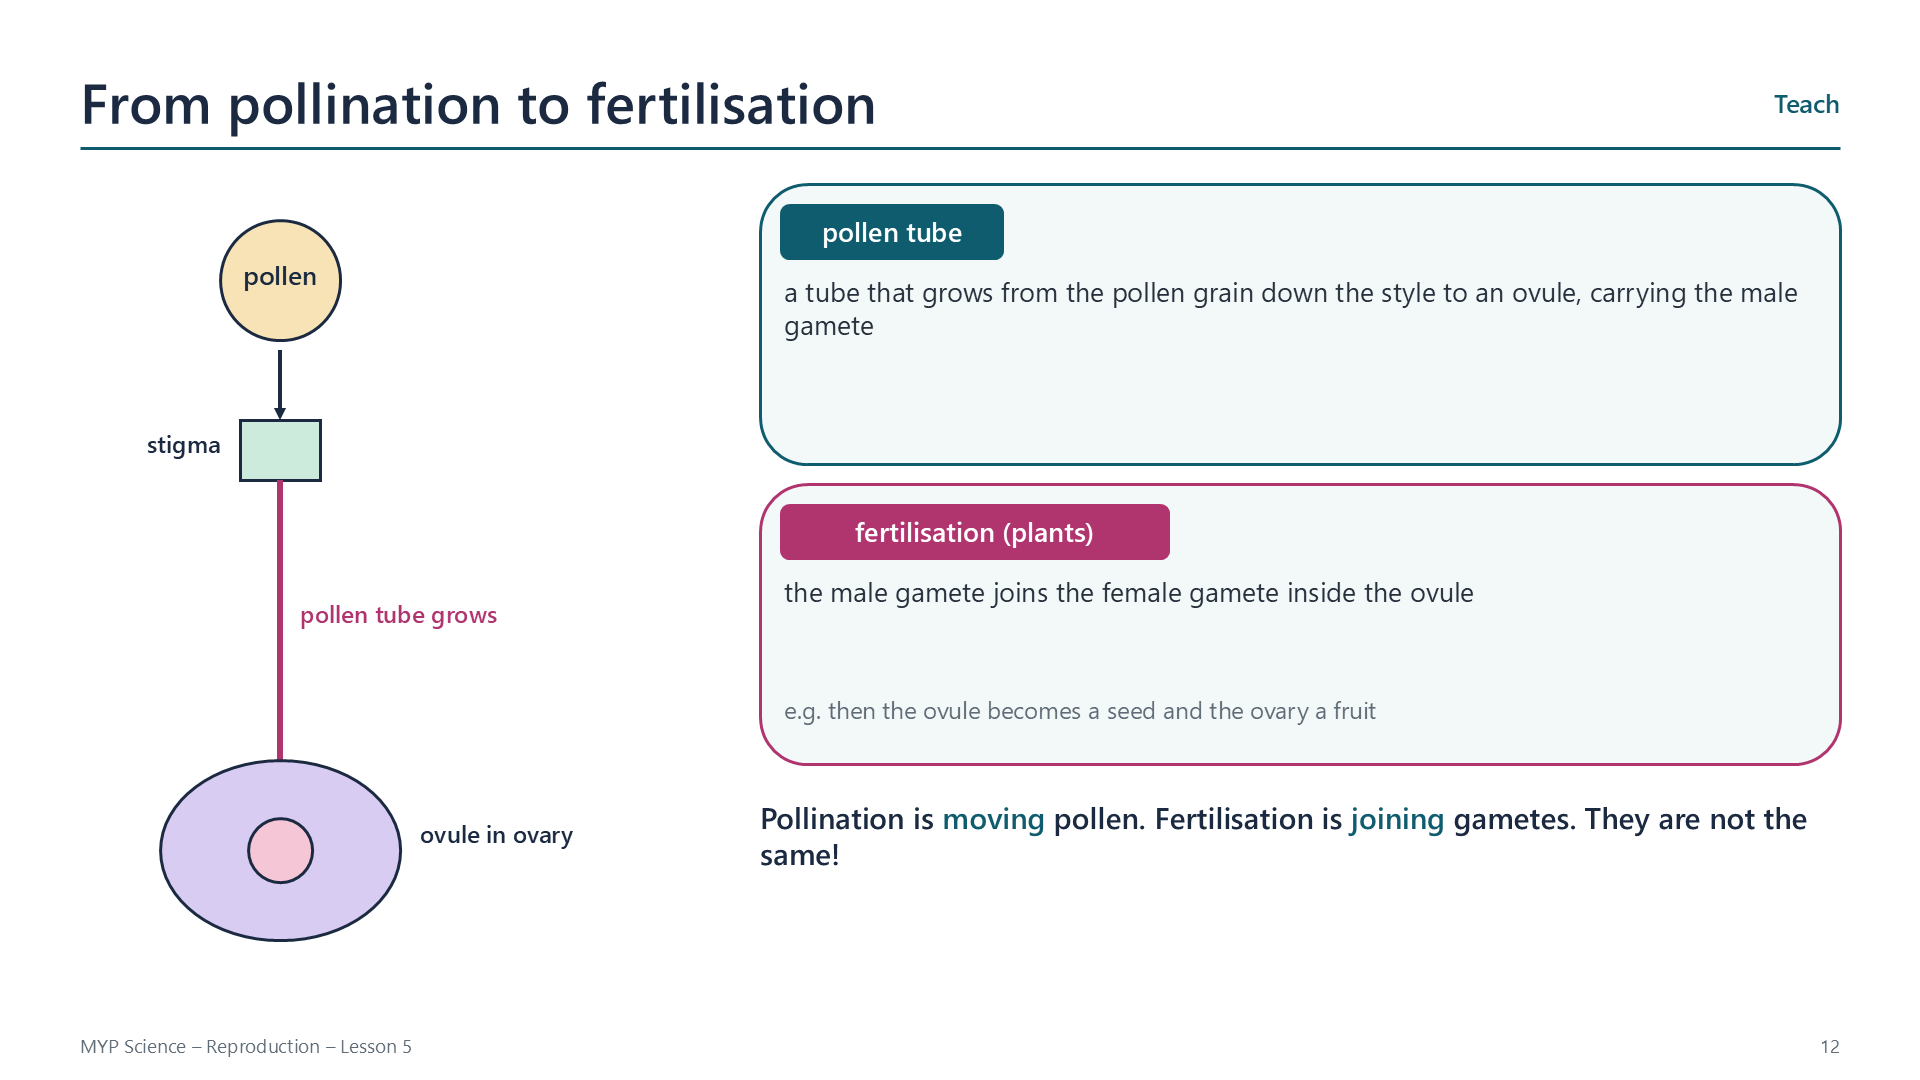 From pollination to fertilisation
Teach
pollen
stigma
pollen tube grows
ovule in ovary
pollen tube
a tube that grows from the pollen grain down the style to an ovule, carrying the male
gamete
fertilisation (plants)
the male gamete joins the female gamete inside the ovule
e.g. then the ovule becomes a seed and the ovary a fruit
Pollination is moving pollen. Fertilisation is joining gametes. They are not the
same!
MYP Science – Reproduction – Lesson 5
12